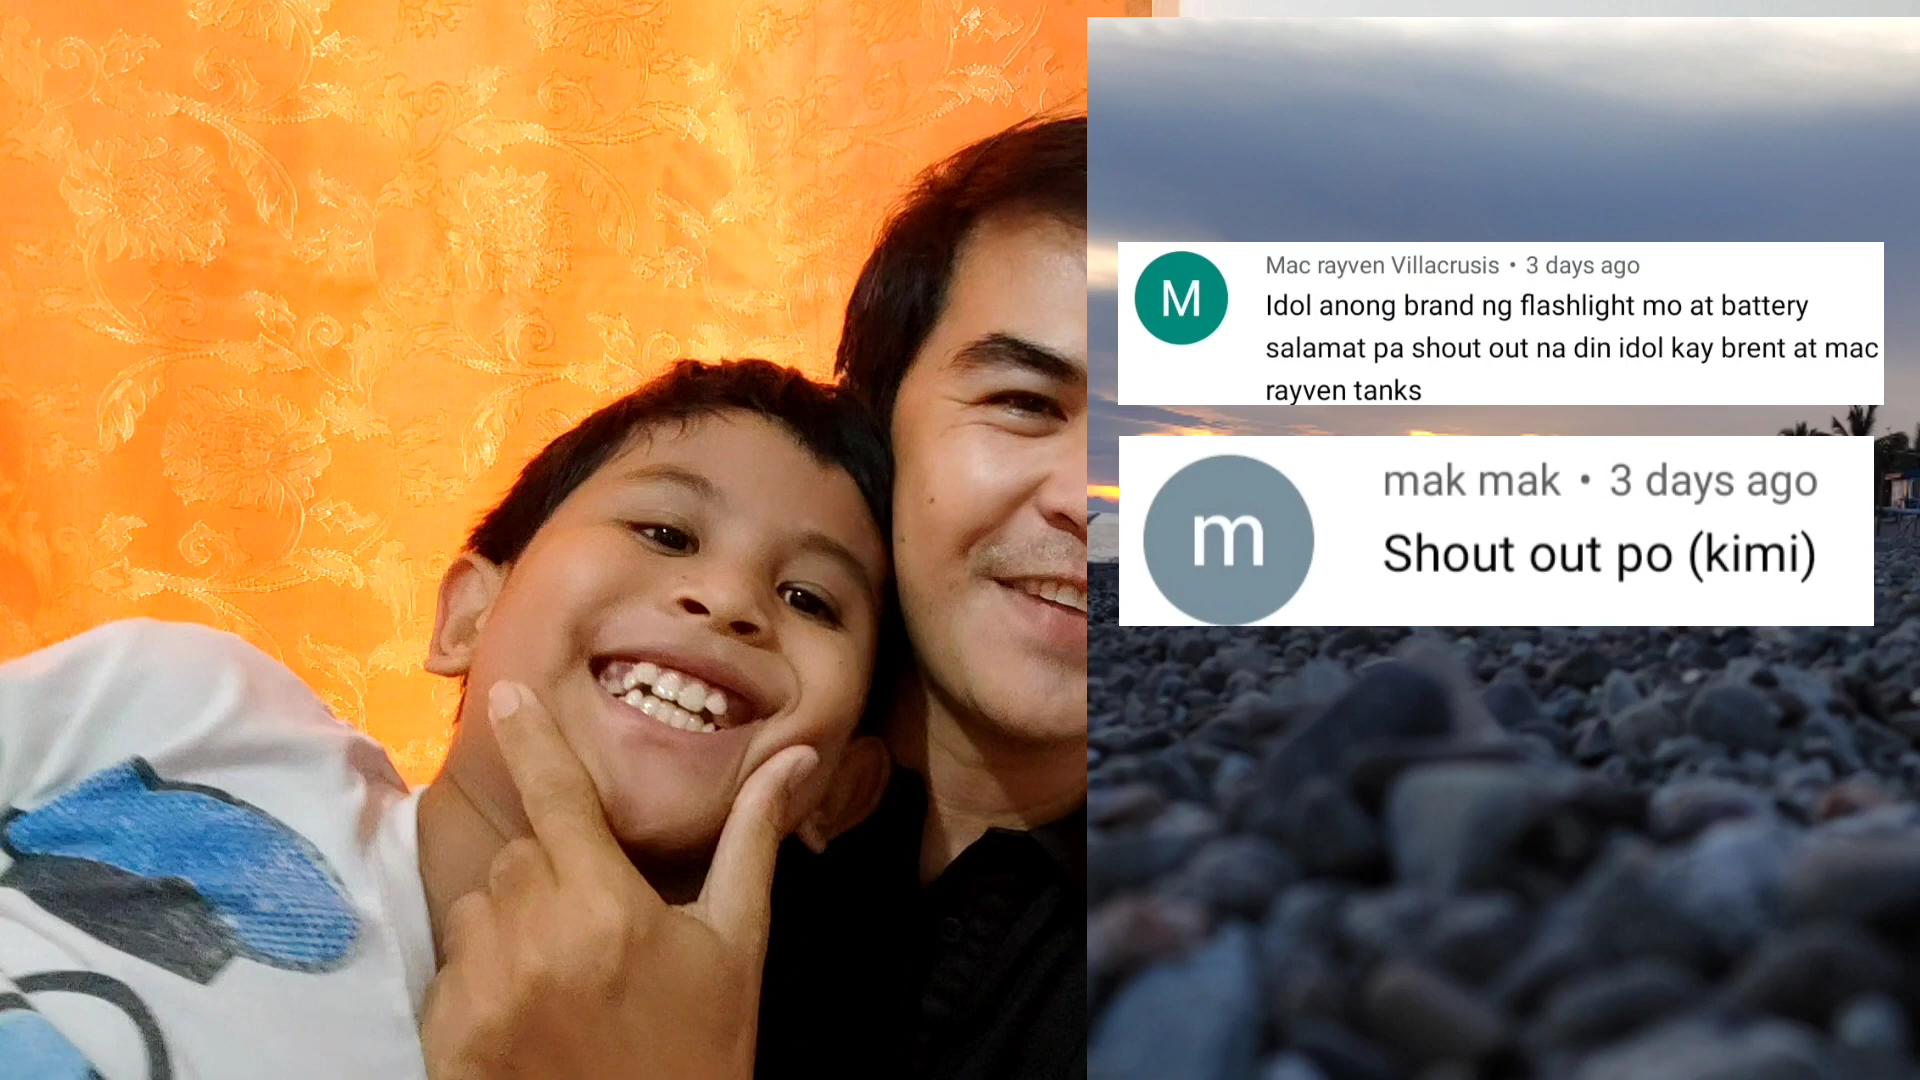 M
Mac rayven Villacrusis • 3 days ago
Idol anong brand ng flashlight mo at battery
salamat pa shout out na din idol kay brent at mac
rayven tanks
m
mak mak • 3 days ago
Shout out po (kimi)